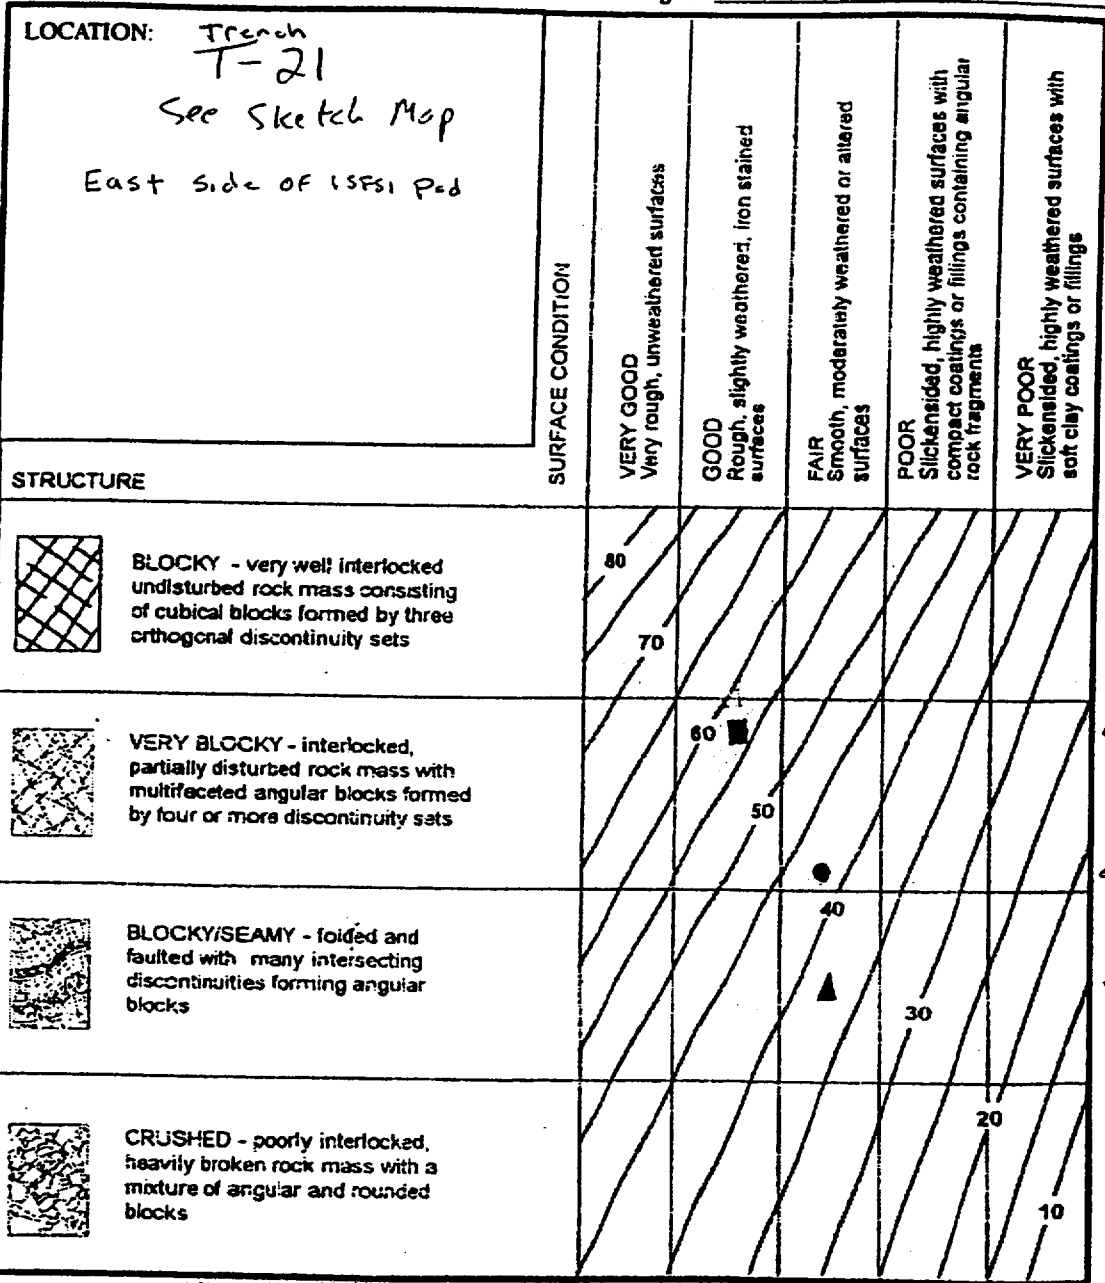 LOCATION: Trench
T-21
See Sketch Map
East Side OF ISFSI Pad
SURFACE CONDITION
VERY GOOD
Very rough, unweathered surfaces
GOOD
Rough, slightly weathered, iron stained
surfaces
FAIR
Smooth, moderately weathered or altered
surfaces
POOR
Slickensided, highly weathered surfaces with
compact coatings or fillings containing angular
rock fragments
VERY POOR
Slickensided, highly weathered surfaces with
soft clay coatings or fillings
STRUCTURE
BLOCKY - very well interlocked
undisturbed rock mass consisting
of cubical blocks formed by three
orthogonal discontinuity sets
VERY BLOCKY - interlocked,
partially disturbed rock mass with
multifaceted angular blocks formed
by four or more discontinuity sets
BLOCKY/SEAMY - folded and
faulted with many intersecting
discontinuities forming angular
blocks
CRUSHED - poorly interlocked,
heavily broken rock mass with a
mixture of angular and rounded
blocks
80
70
60
50
40
30
20
10